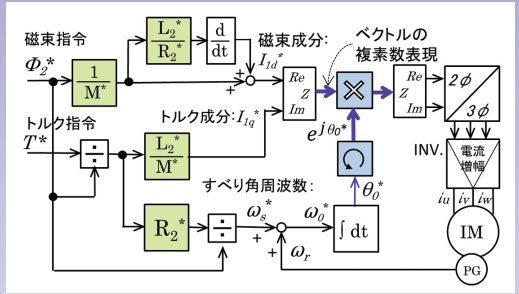 磁束指令
Φ2*
1
M*
L2*
R2*
d
dt
磁束成分:
I1d*
ベクトルの
複素数表現
Re
Z
Im
Re
Z
Im
2φ
3φ
トルク指令
T*
÷
L2*
M*
トルク成分: I1q*
e^jθ0*
INV.
電流
増幅
iu iv iw
すべり角周波数:
R2*
÷
ωs*
ω0*
∫dt
θ0*
ωr
IM
PG
+
+
+
+
×